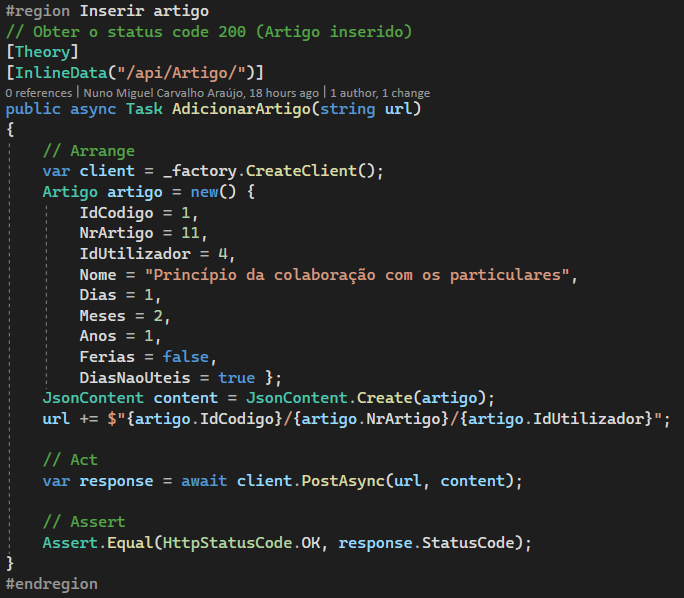 #region Inserir artigo
// Obter o status code 200 (Artigo inserido)
[Theory]
[InlineData("/api/Artigo/")]
0 references | Nuno Miguel Carvalho Araújo, 18 hours ago | 1 author, 1 change
public async Task AdicionarArtigo(string url)
{
// Arrange
var client = _factory.CreateClient();
Artigo artigo = new() {
IdCodigo = 1,
NrArtigo = 11,
IdUtilizador = 4,
Nome = "Princípio da colaboração com os particulares",
Dias = 1,
Meses = 2,
Anos = 1,
Ferias = false,
DiasNaoUteis = true };
JsonContent content = JsonContent.Create(artigo);
url += $"{artigo.IdCodigo}/{artigo.NrArtigo}/{artigo.IdUtilizador}";
// Act
var response = await client.PostAsync(url, content);
// Assert
Assert.Equal(HttpStatusCode.OK, response.StatusCode);
}
#endregion